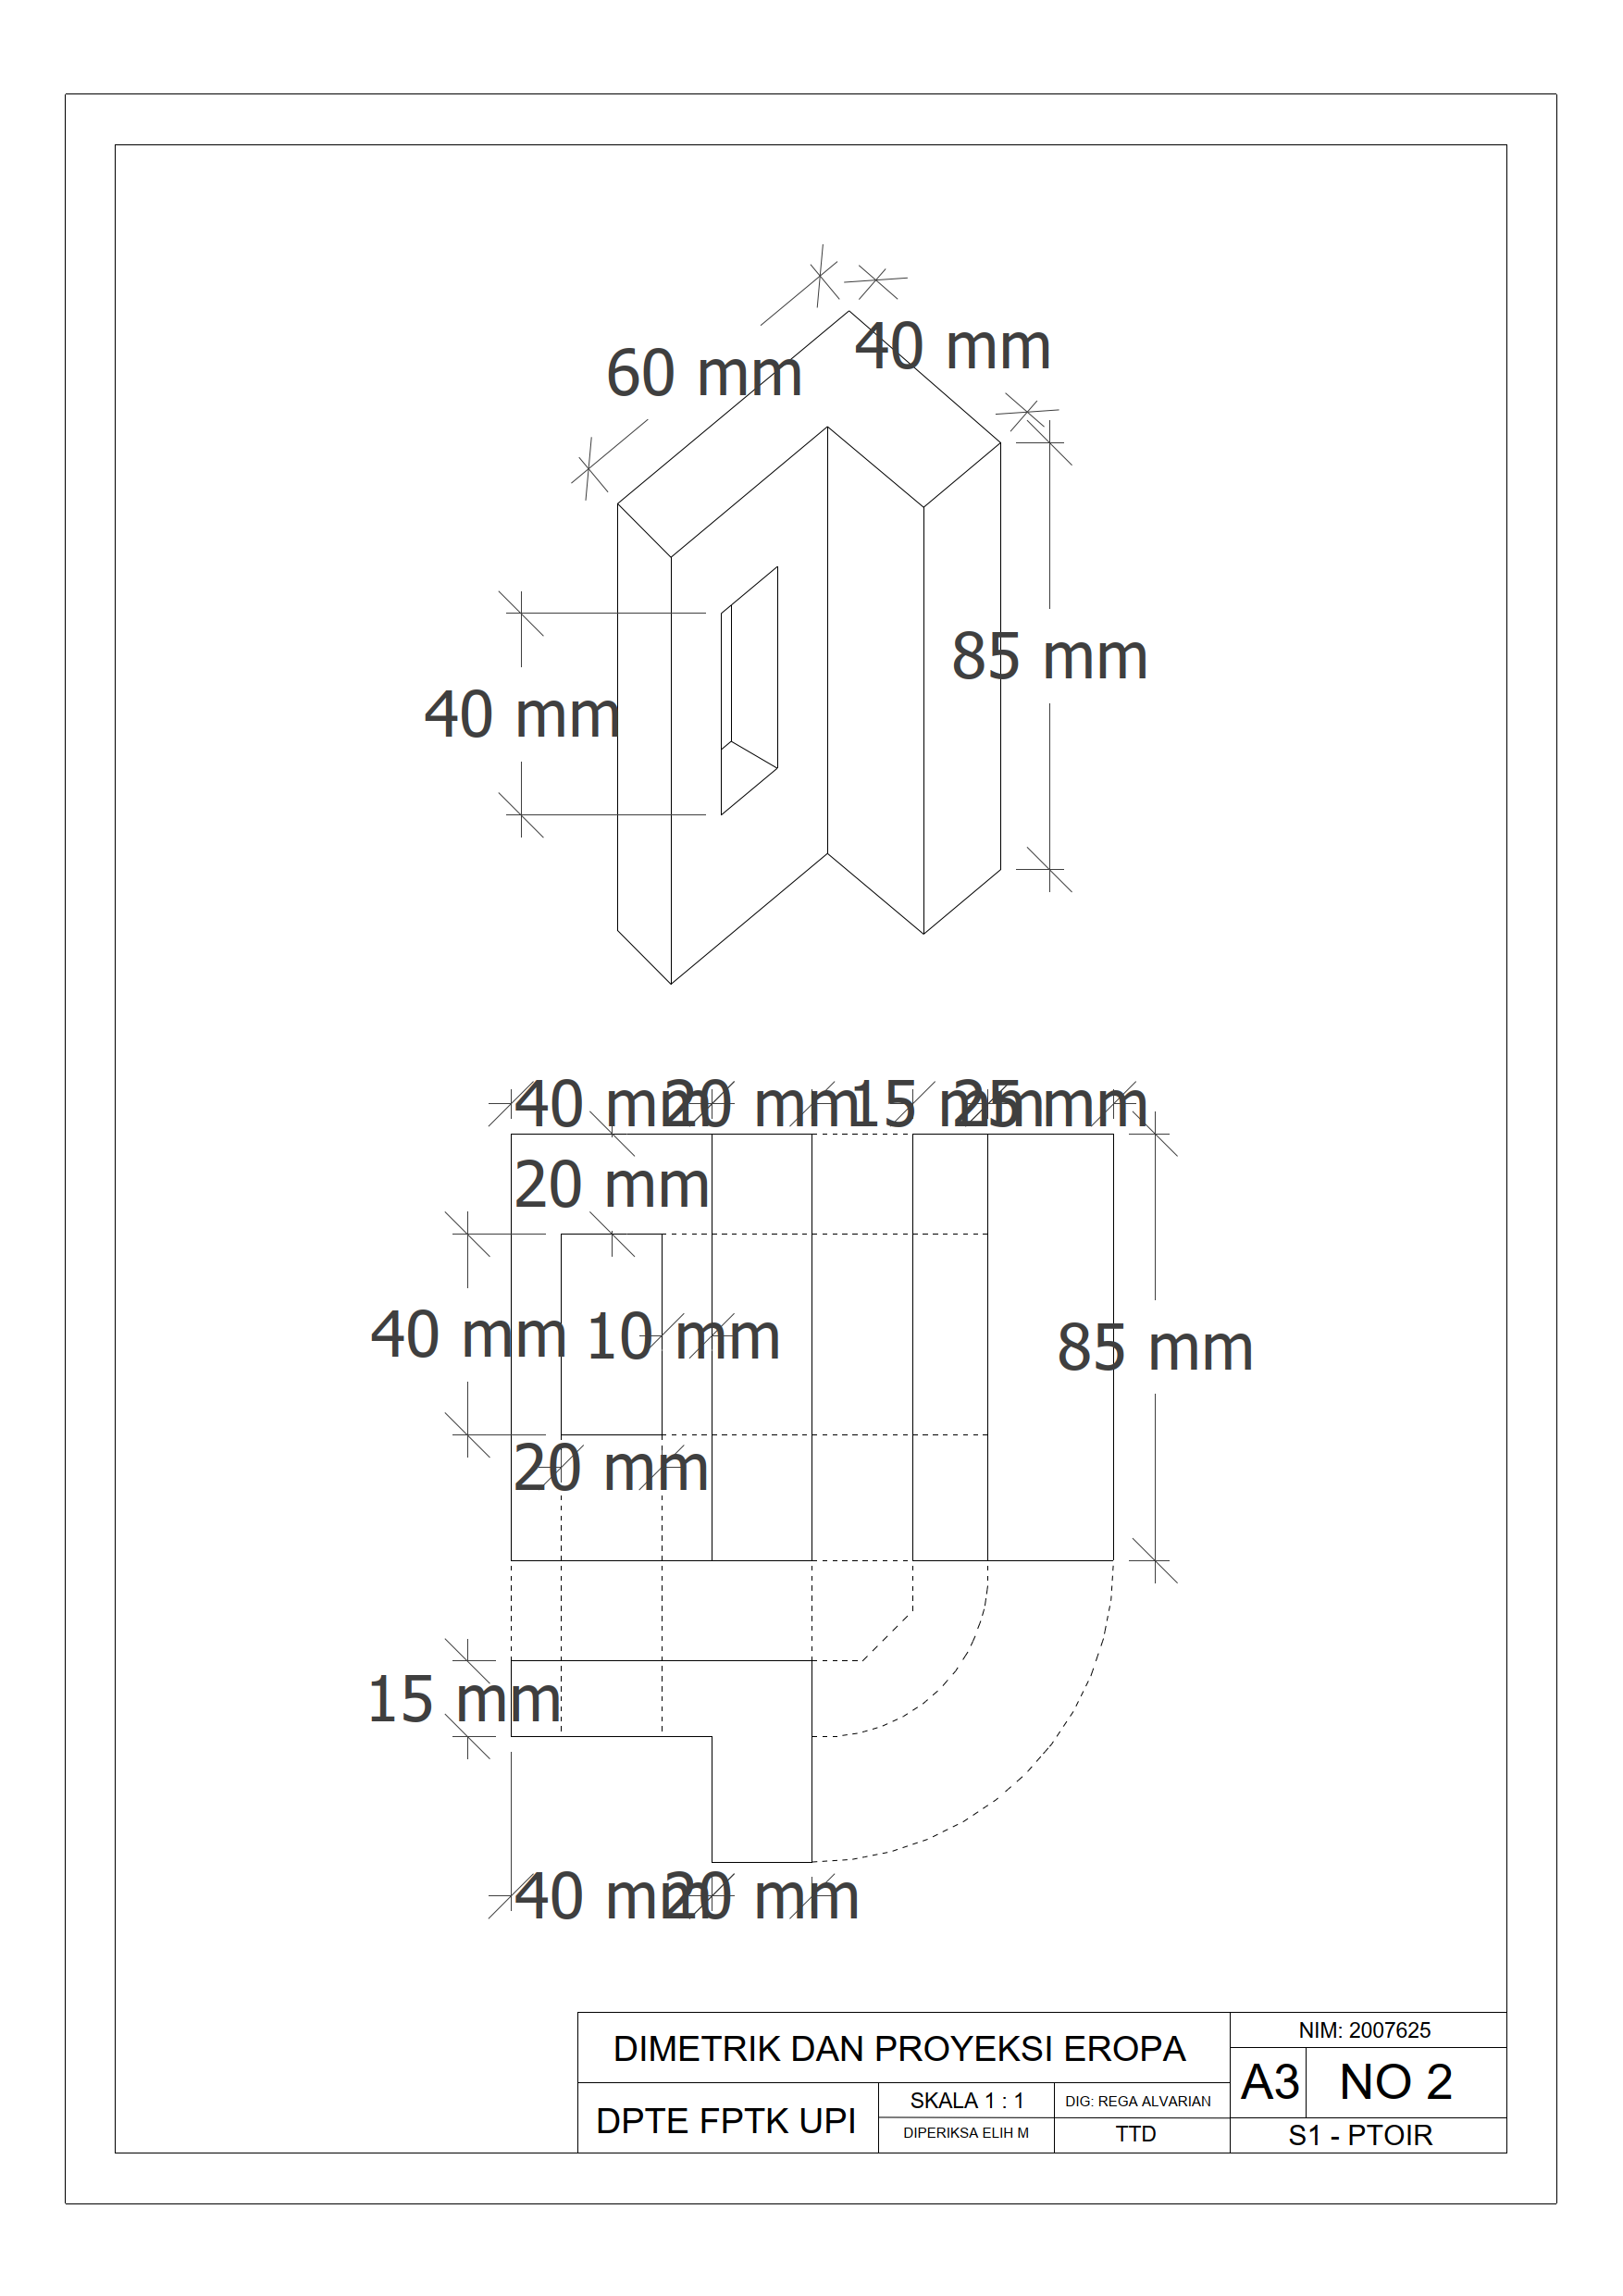 40 mm
60 mm
85 mm
40 mm
40 mm 20 mm 15 mm 25 mm
20 mm
40 mm 10 mm 85 mm
20 mm
15 mm
40 mm 20 mm
DIMETRIK DAN PROYEKSI EROPA
NIM: 2007625
A3 NO 2
DPTE FPTK UPI
SKALA 1 : 1
DIG: REGA ALVARIAN
DIPERIKSA ELIH M
TTD
S1 - PTOIR